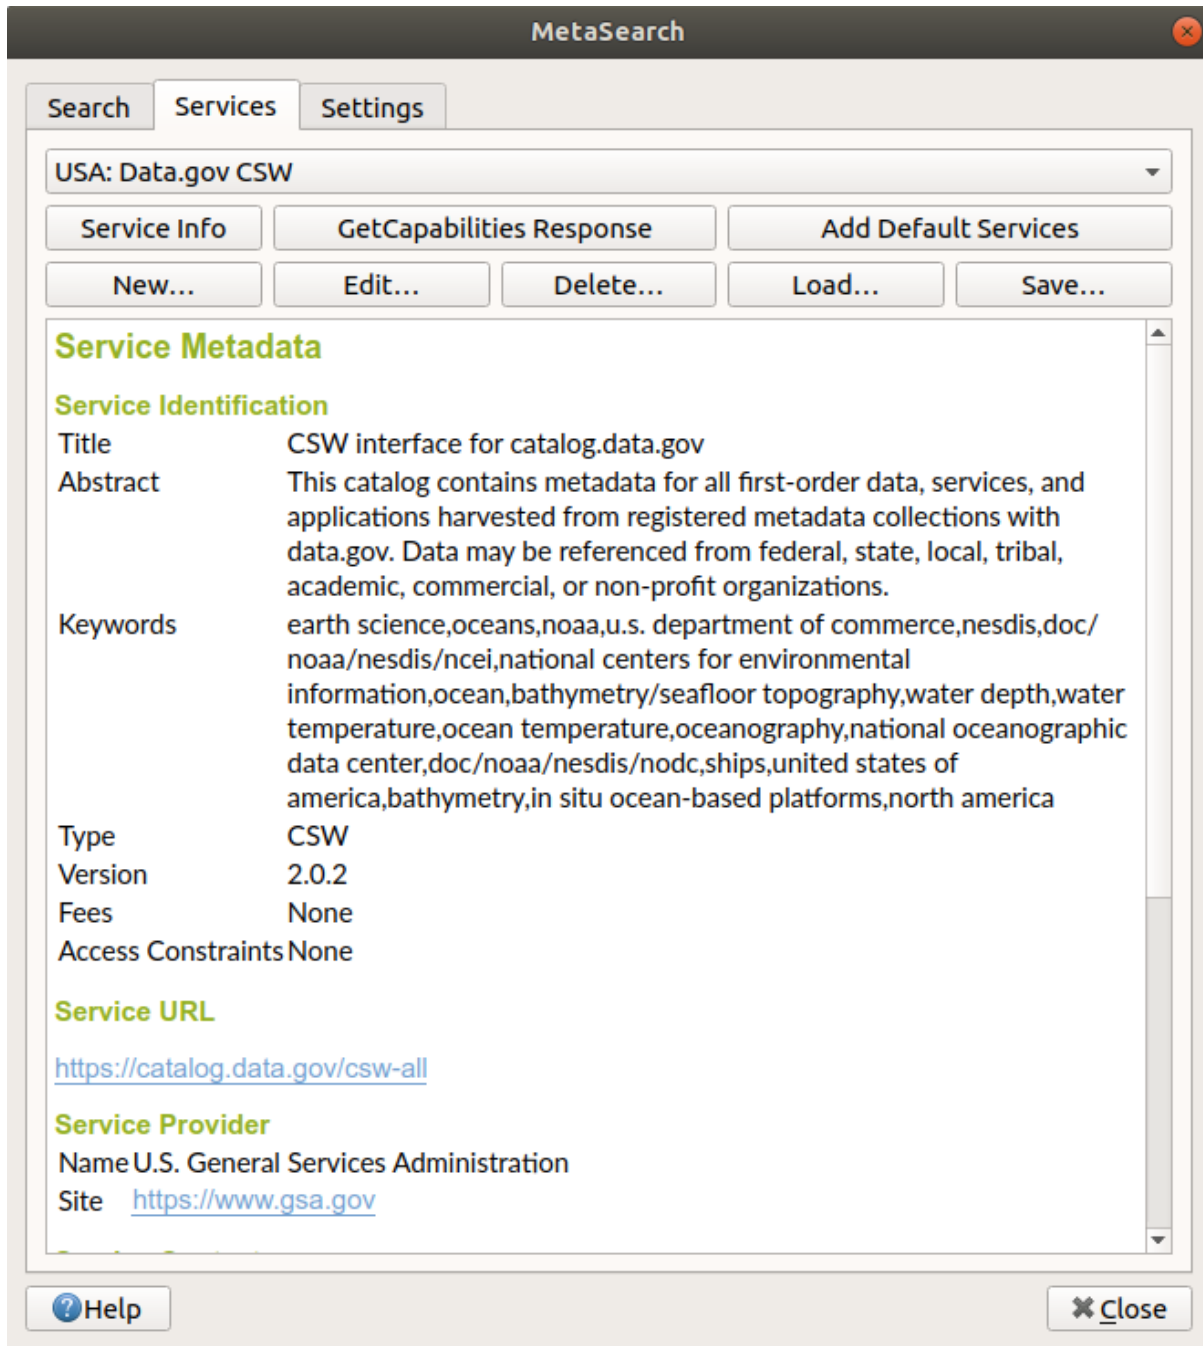 MetaSearch
Search Services Settings
USA: Data.gov CSW
Service Info GetCapabilities Response Add Default Services
New... Edit... Delete... Load... Save...
Service Metadata
Service Identification
Title CSW interface for catalog.data.gov
Abstract This catalog contains metadata for all first-order data, services, and
applications harvested from registered metadata collections with
data.gov. Data may be referenced from federal, state, local, tribal,
academic, commercial, or non-profit organizations.
Keywords earth science,oceans,noaa,u.s. department of commerce,nesdis,doc/
noaa/nesdis/ncei,national centers for environmental
information,ocean,bathymetry/seafloor topography,water depth,water
temperature,ocean temperature,oceanography,national oceanographic
data center,doc/noaa/nesdis/nodc,ships,united states of
america,bathymetry,in situ ocean-based platforms,north america
Type CSW
Version 2.0.2
Fees None
Access Constraints None
Service URL
https://catalog.data.gov/csw-all
Service Provider
Name U.S. General Services Administration
Site https://www.gsa.gov
Help Close